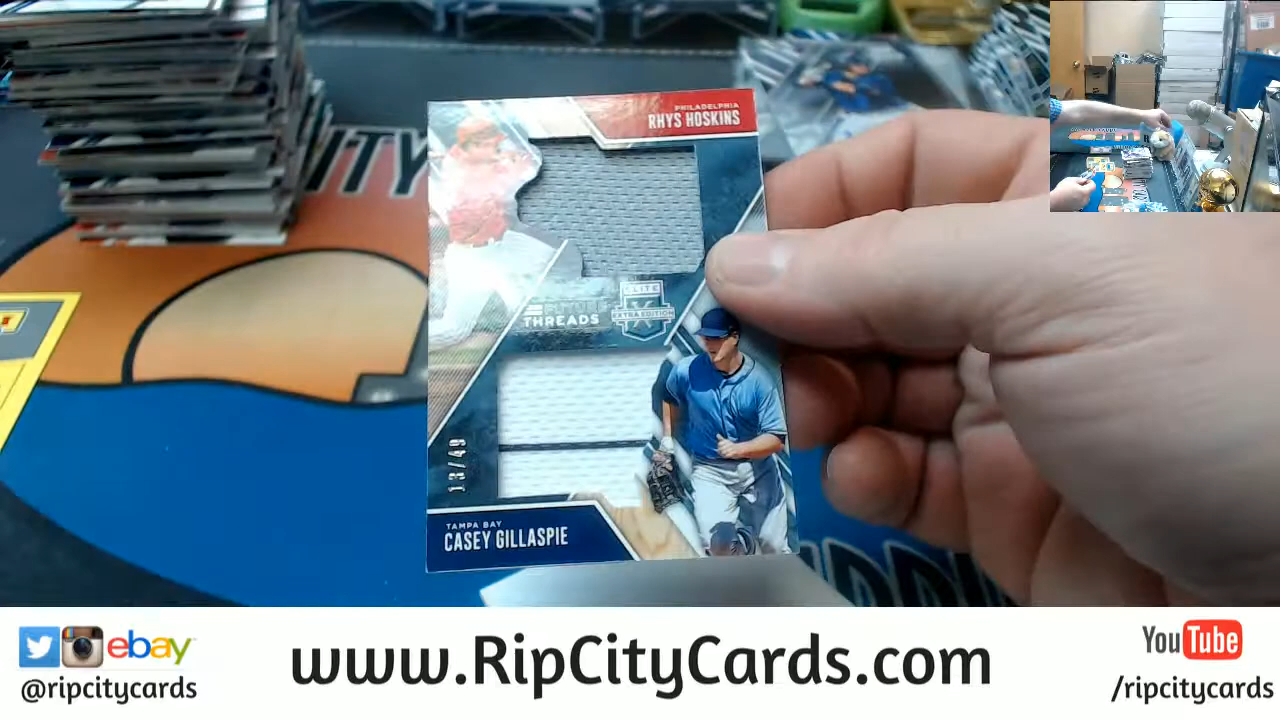 PHILADELPHIA
RHYS HOSKINS
FUTURE
THREADS
ELITE
EXTRA EDITION
13/49
TAMPA BAY
CASEY GILLASPIE
ebay
@ripcitycards
www.RipCityCards.com
YouTube
/ripcitycards